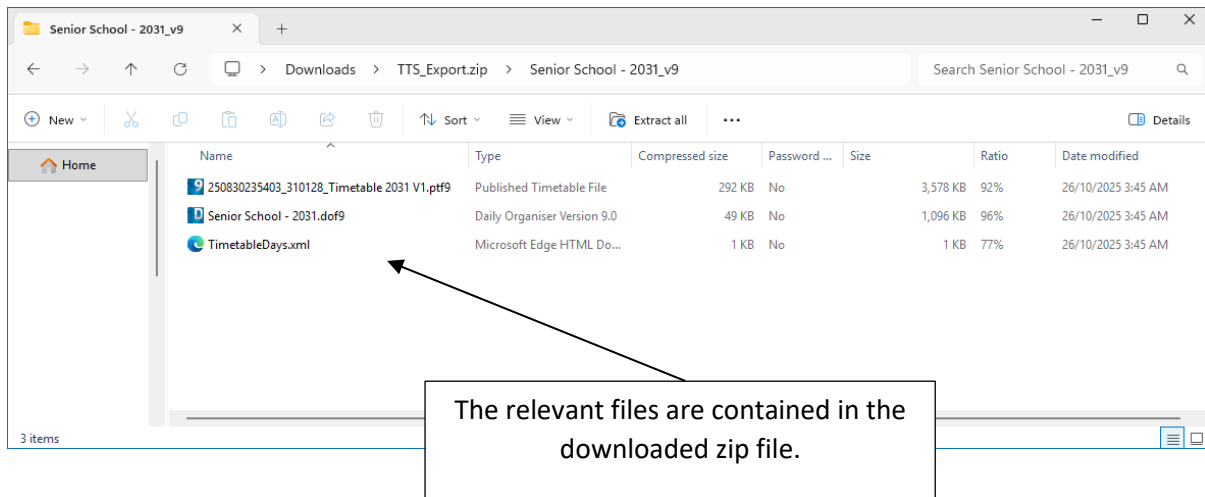 Senior School - 2031_v9
Downloads > TTS_Export.zip > Senior School - 2031_v9
Search Senior School - 2031_v9
New
Sort
View
Extract all
Details
Home
Name Type Compressed size Password ... Size Ratio Date modified
250830235403_310128_Timetable 2031 V1.ptf9 Published Timetable File 292 KB No 3,578 KB 92% 26/10/2025 3:45 AM
Senior School - 2031.dof9 Daily Organiser Version 9.0 49 KB No 1,096 KB 96% 26/10/2025 3:45 AM
TimetableDays.xml Microsoft Edge HTML Do... 1 KB No 1 KB 77% 26/10/2025 3:45 AM
The relevant files are contained in the
downloaded zip file.
3 items